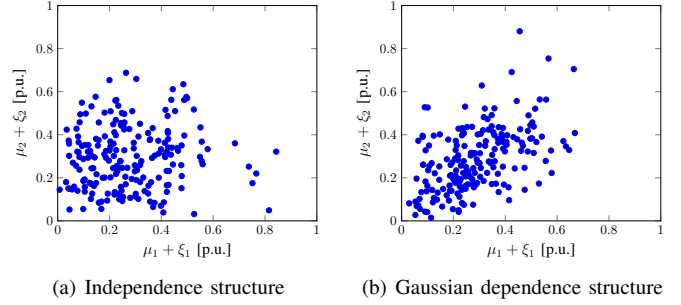 1
0.8
0.6
0.4
0.2
0
0 0.2 0.4 0.6 0.8 1
μ₂ + ξ₂ [p.u.]
μ₁ + ξ₁ [p.u.]
(a) Independence structure
1
0.8
0.6
0.4
0.2
0
0 0.2 0.4 0.6 0.8 1
μ₂ + ξ₂ [p.u.]
μ₁ + ξ₁ [p.u.]
(b) Gaussian dependence structure